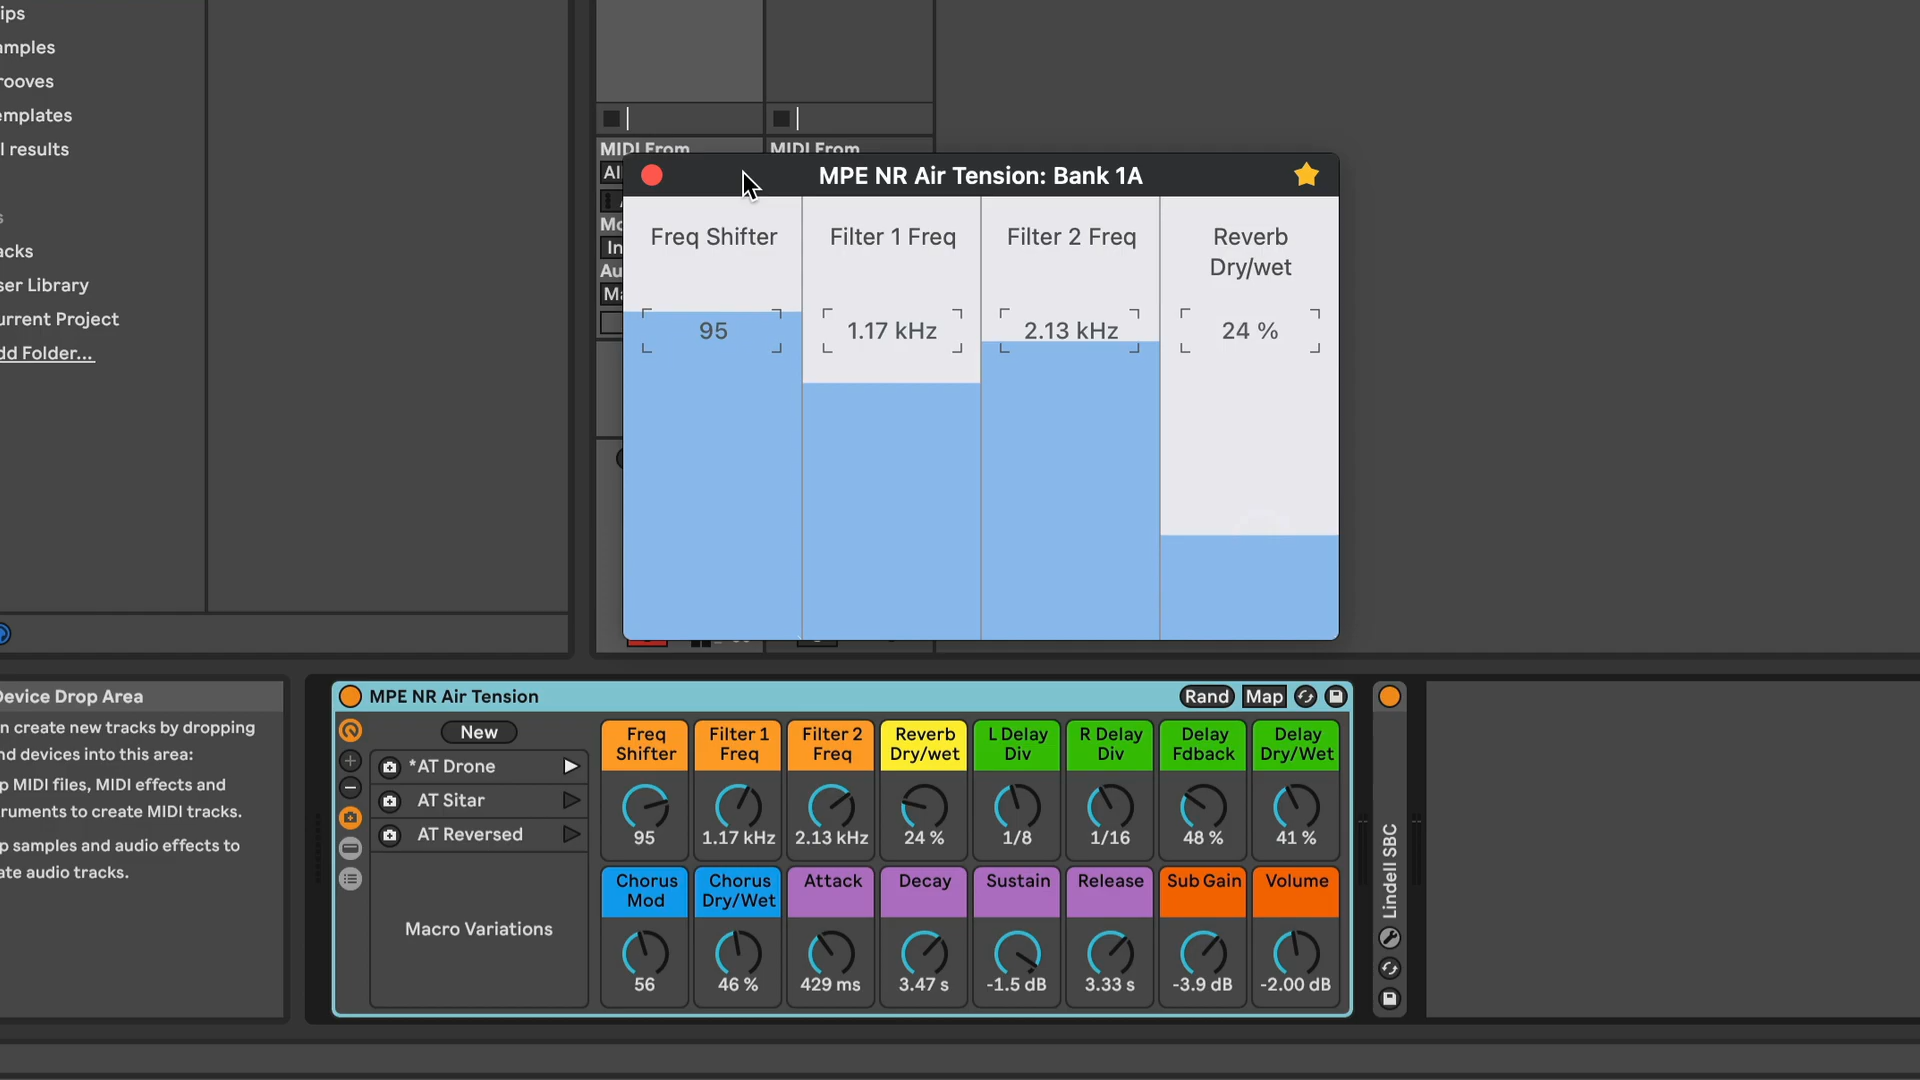 ips
amples
rooves
emplates
l results
s
acks
ser Library
urrent Project
dd Folder...
MIDI From
MIDI From
Al
Mo
In
Au
Ma
MPE NR Air Tension: Bank 1A
Freq Shifter
Filter 1 Freq
Filter 2 Freq
Reverb
Dry/wet
95
1.17 kHz
2.13 kHz
24 %
Device Drop Area
n create new tracks by dropping
nd devices into this area:
p MIDI files, MIDI effects and
ruments to create MIDI tracks.
p samples and audio effects to
ate audio tracks.
MPE NR Air Tension
Rand
Map
New
*AT Drone
AT Sitar
AT Reversed
Macro Variations
Freq
Shifter
Filter 1
Freq
Filter 2
Freq
Reverb
Dry/wet
L Delay
Div
R Delay
Div
Delay
Fdback
Delay
Dry/Wet
95
1.17 kHz
2.13 kHz
24 %
1/8
1/16
48 %
41 %
Chorus
Mod
Chorus
Dry/Wet
Attack
Decay
Sustain
Release
Sub Gain
Volume
56
46 %
429 ms
3.47 s
-1.5 dB
3.33 s
-3.9 dB
-2.00 dB
Lindell SBC